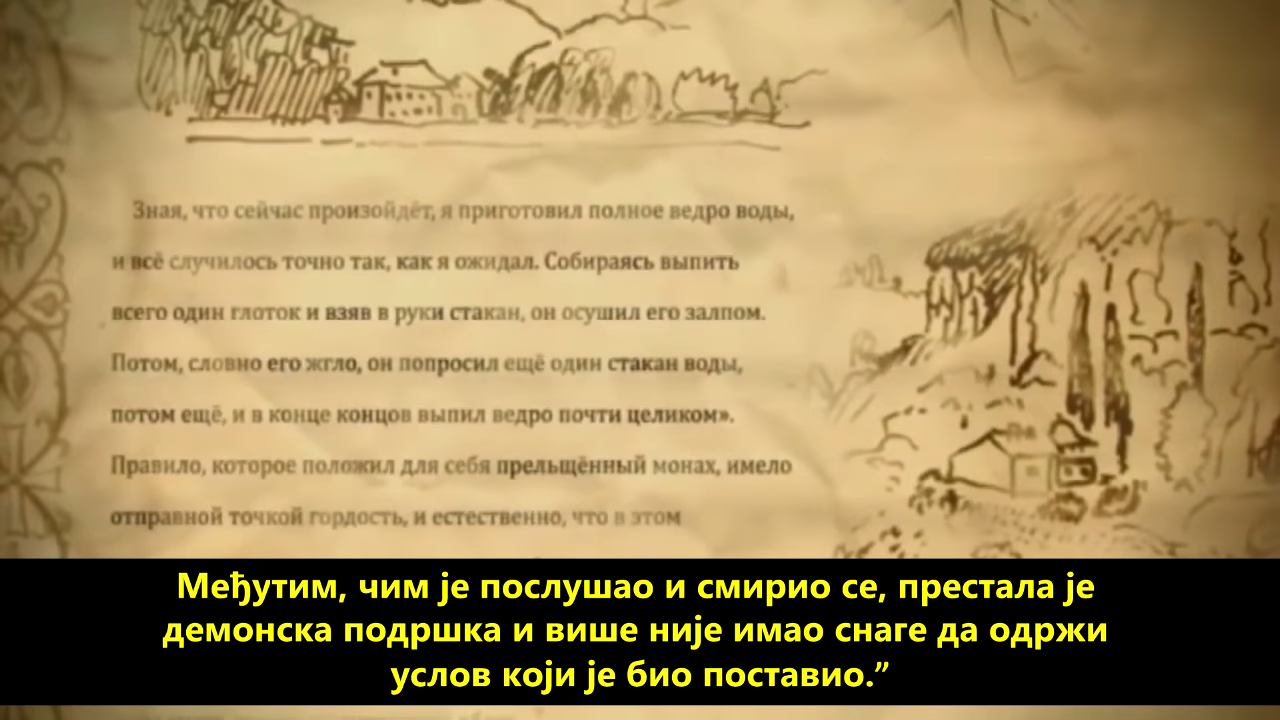 Зная, что сейчас произойдёт, я приготовил полное ведро воды,
и всё случилось точно так, как я ожидал. Собираясь выпить
всего один глоток и взяв в руки стакан, он осушил его залпом.
Потом, словно его жгло, он попросил ещё один стакан воды,
потом ещё, и в конце концов выпил ведро почти целиком».
Правило, которое положил для себя прельщённый монах, имело
отправной точкой гордость, и естественно, что в этом
Међутим, чим је послушао и смирио се, престала је
демонска подршка и више није имао снаге да одржи
услов који је био поставио.”